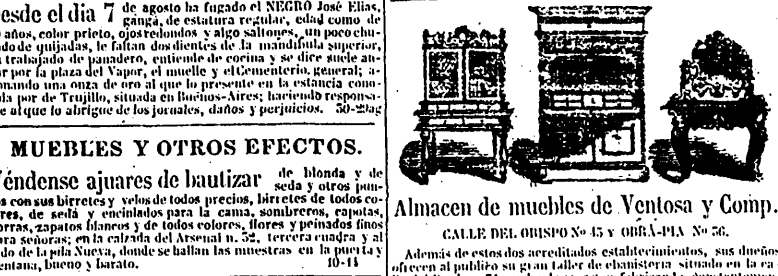 esde el dia 7 de agosto ha fugado el NEGRO José Elias,
gangá, de estatura regular, edad como de
años, color prieto, ojos redondos y algo saltones, un poco chu-
do de quijadas, le faltan dos dientes de la mandíbula superior,
trabajado de panadero, entiende de cocina y se dice suele an-
r por la plaza del Vapor, el muelle y el Cementerio general;
onando una onza de oro al que lo presente en la estancia cono-
da por de Trujillo, situada en Buenos-Aires; haciendo responsa-
e al que lo abrigue de los jornales, daños y perjuicios. 30-2ag
MUEBLES Y OTROS EFECTOS.
éndense ajuares de bautizar de blonda y de
seda y otros pun-
s con sus birretes y velos de todos precios, birretes de todos co-
res, de seda y encintados para la cama, sombreros, capotas,
orras, zapatos blancos y de todos colores, flores y peinados finos
ara señoras; en la calzada del Arsenal n. 52, tercera cuadra y al
do de la pila Nueva, donde se hallan las muestras en la puerta y
entana, bueno y barato. 10-14
Almacen de muebles de Ventosa y Comp.
CALLE DEL OBISPO Nº 45 Y OBRA-PIA Nº 56.
Además de estos dos acreditados establecimientos, sus dueños
ofrecen al público su gran taller de ebanistería situado en la ca-